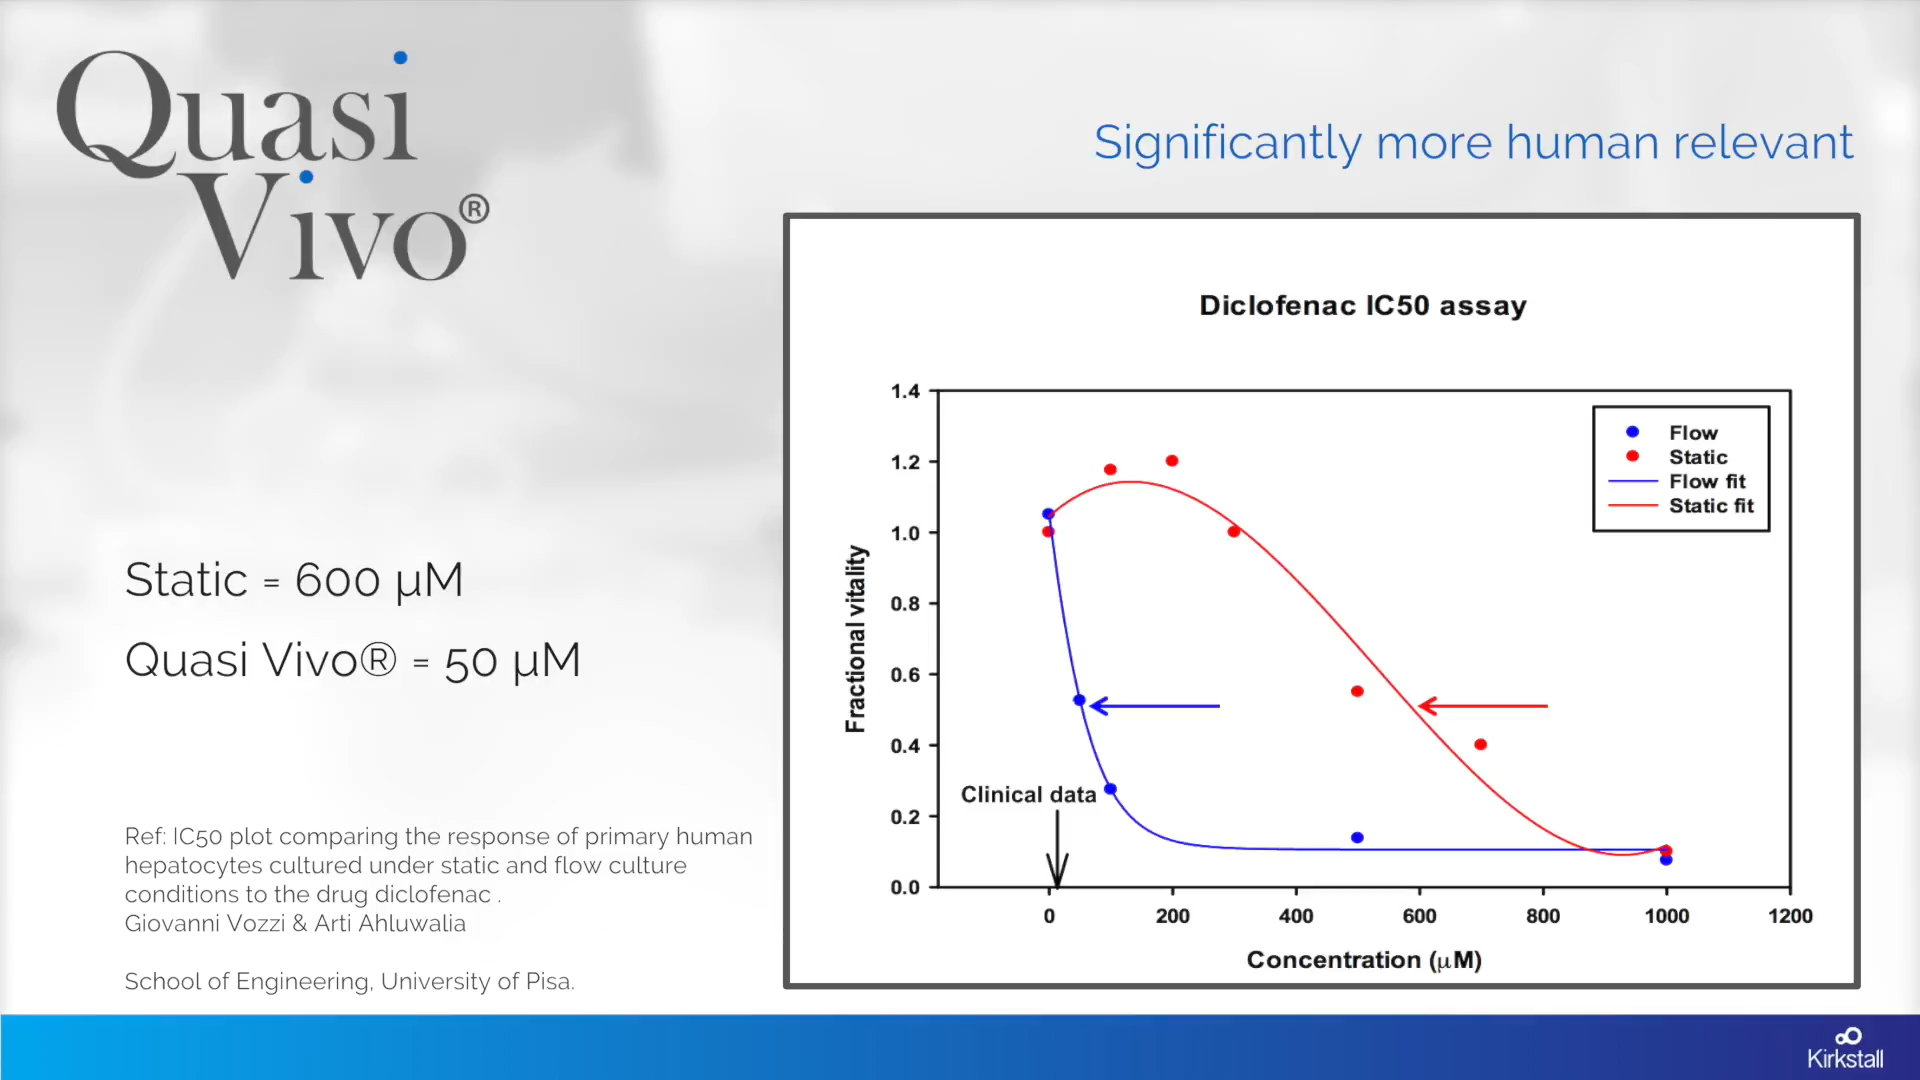 Quasi
Vivo®
Significantly more human relevant
Static = 600 µM
Quasi Vivo® = 50 µM
Ref: IC50 plot comparing the response of primary human
hepatocytes cultured under static and flow culture
conditions to the drug diclofenac .
Giovanni Vozzi & Arti Ahluwalia
School of Engineering, University of Pisa.
Diclofenac IC50 assay
1.4
1.2
1.0
0.8
0.6
0.4
0.2
0.0
Fractional vitality
Flow
Static
Flow fit
Static fit
Clinical data
0 200 400 600 800 1000 1200
Concentration (µM)
Kirkstall